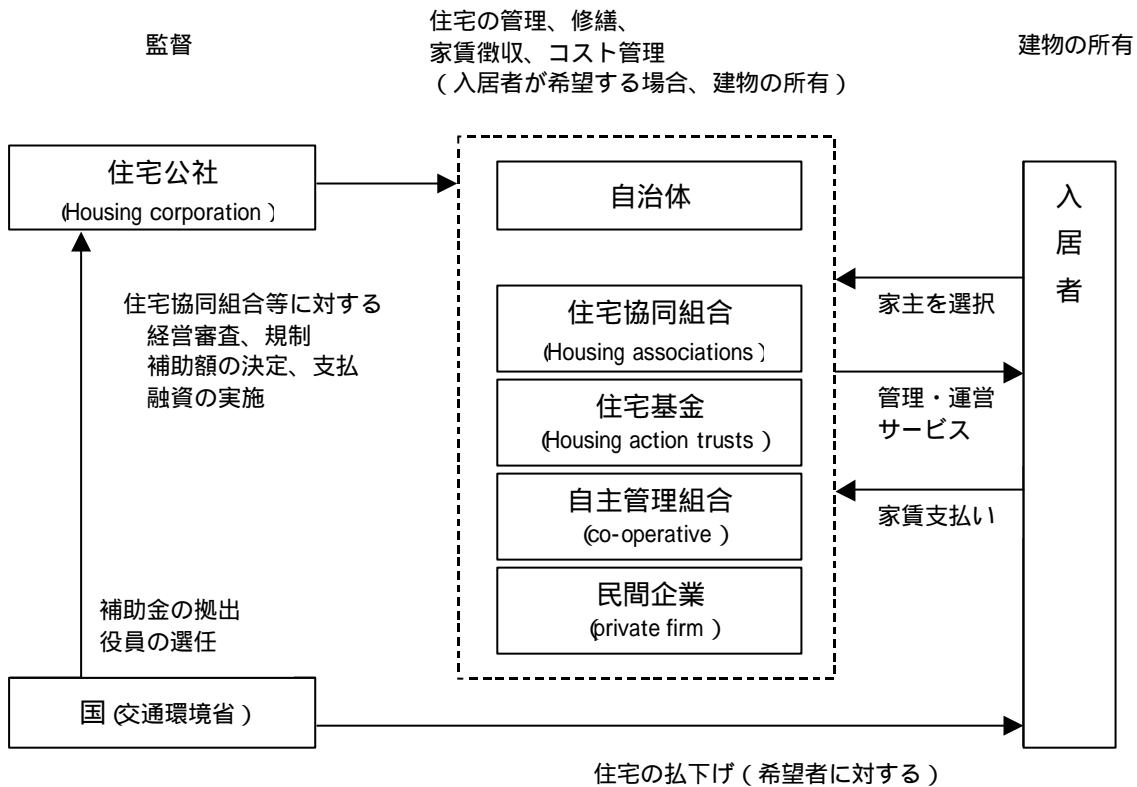 監督
住宅の管理、修繕、
家賃徴収、コスト管理
(入居者が希望する場合、建物の所有)
建物の所有
住宅公社
(Housing corporation)
自治体
入
居
者
住宅協同組合等に対する
経営審査、規制
補助額の決定、支払
融資の実施
住宅協同組合
(Housing associations)
住宅基金
(Housing action trusts)
自主管理組合
(co-operative)
民間企業
(private firm)
家主を選択
管理・運営
サービス
家賃支払い
補助金の拠出
役員の選任
国(交通環境省)
住宅の払下げ(希望者に対する)